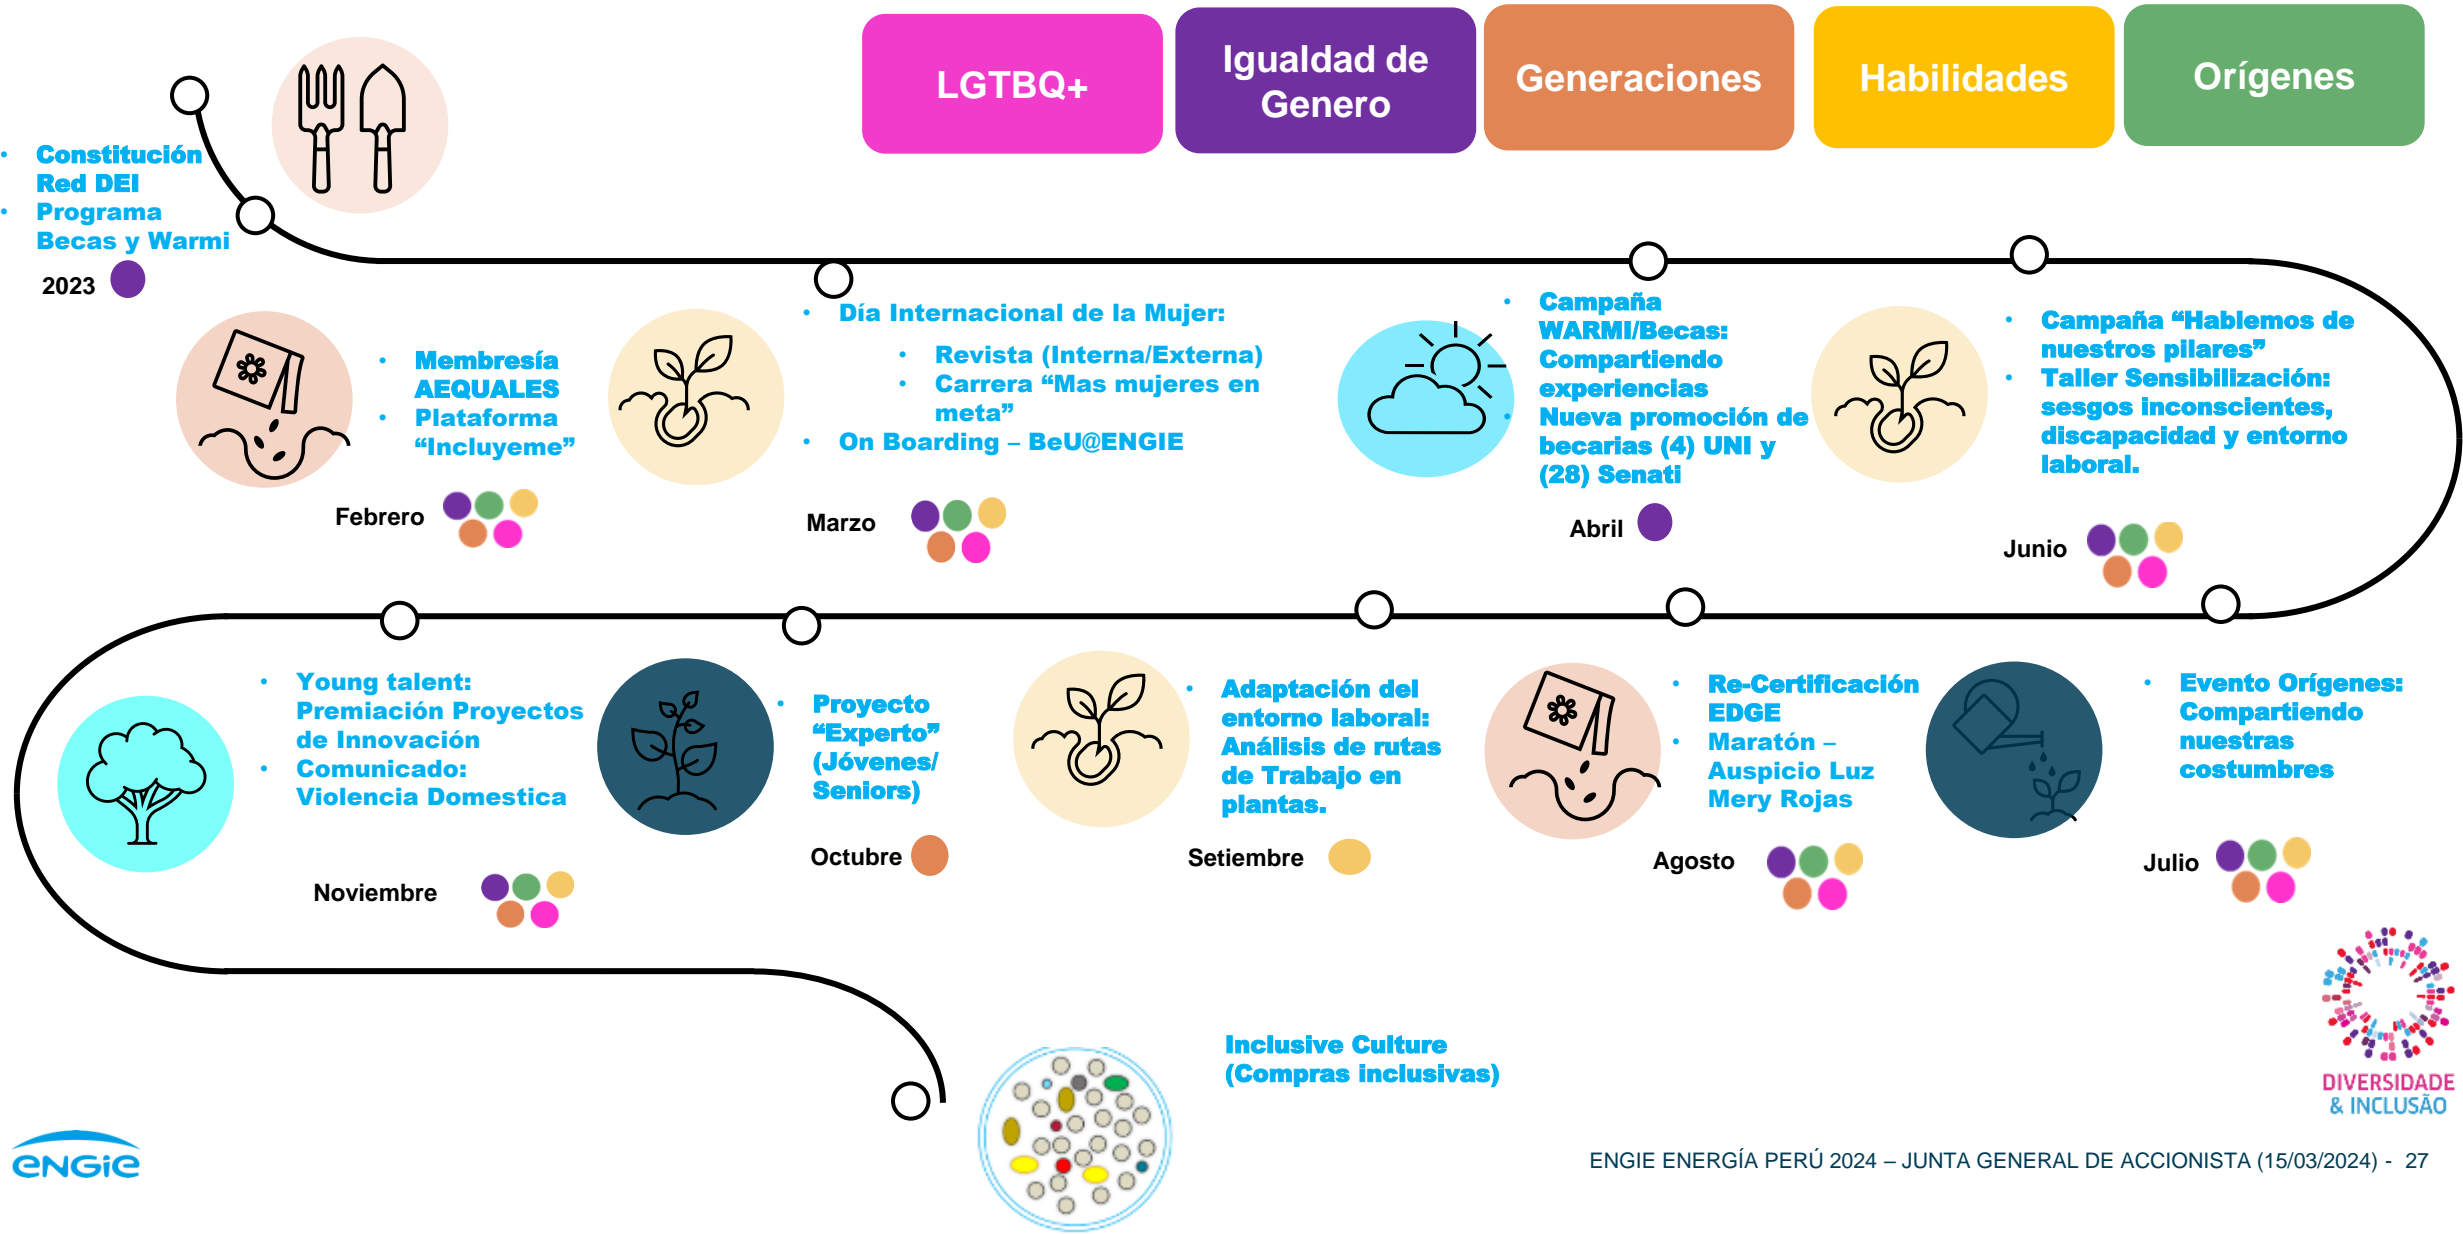 LGTBQ+
Igualdad de
Genero
Generaciones
Habilidades
Orígenes
• Constitución
Red DEI
• Programa
Becas y Warmi
2023
• Membresía
AEQUALES
• Plataforma
“Incluyeme”
Febrero
• Día Internacional de la Mujer:
• Revista (Interna/Externa)
• Carrera “Mas mujeres en
meta”
• On Boarding – BeU@ENGIE
Marzo
• Campaña
WARMI/Becas:
Compartiendo
experiencias
• Nueva promoción de
becarias (4) UNI y
(28) Senati
Abril
• Campaña “Hablemos de
nuestros pilares”
• Taller Sensibilización:
sesgos inconscientes,
discapacidad y entorno
laboral.
Junio
• Young talent:
Premiación Proyectos
de Innovación
• Comunicado:
Violencia Domestica
Noviembre
• Proyecto
“Experto”
(Jóvenes/
Seniors)
Octubre
• Adaptación del
entorno laboral:
Análisis de rutas
de Trabajo en
plantas.
Setiembre
• Re-Certificación
EDGE
• Maratón –
Auspicio Luz
Mery Rojas
Agosto
• Evento Orígenes:
Compartiendo
nuestras
costumbres
Julio
Inclusive Culture
(Compras inclusivas)
DIVERSIDADE
& INCLUSÃO
ENGIE
ENGIE ENERGÍA PERÚ 2024 – JUNTA GENERAL DE ACCIONISTA (15/03/2024) - 27